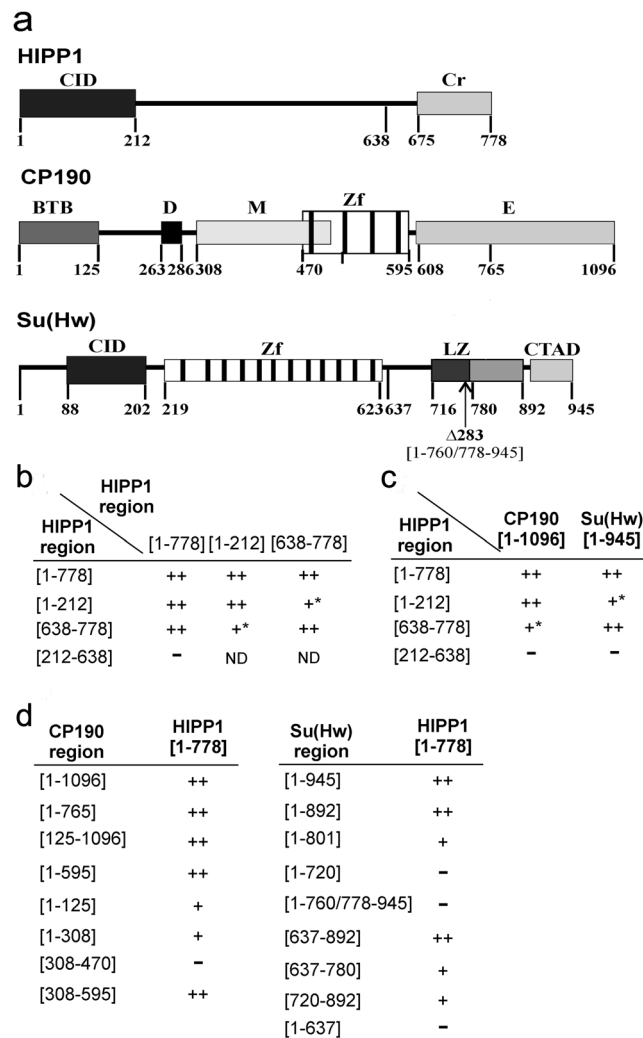 a
HIPP1
CID Cr
1 212 638 675 778
CP190
BTB D M Zf E
1 125 263 286 308 470 595 608 765 1096
Su(Hw)
CID Zf LZ CTAD
1 88 202 219 623 637 716 780 892 945
Δ283
[1-760/778-945]
b
HIPP1
region
HIPP1
region
[1-778] [1-212] [638-778]
[1-778] ++ ++ ++
[1-212] ++ ++ +*
[638-778] ++ +* ++
[212-638] - ND ND
c
HIPP1
region
CP190
[1-1096]
Su(Hw)
[1-945]
[1-778] ++ ++
[1-212] ++ +*
[638-778] +* ++
[212-638] - -
d
CP190
region
HIPP1
[1-778]
[1-1096] ++
[1-765] ++
[125-1096] ++
[1-595] ++
[1-125] +
[1-308] +
[308-470] -
[308-595] ++
Su(Hw)
region
HIPP1
[1-778]
[1-945] ++
[1-892] ++
[1-801] +
[1-720] -
[1-760/778-945] -
[637-892] ++
[637-780] +
[720-892] +
[1-637] -